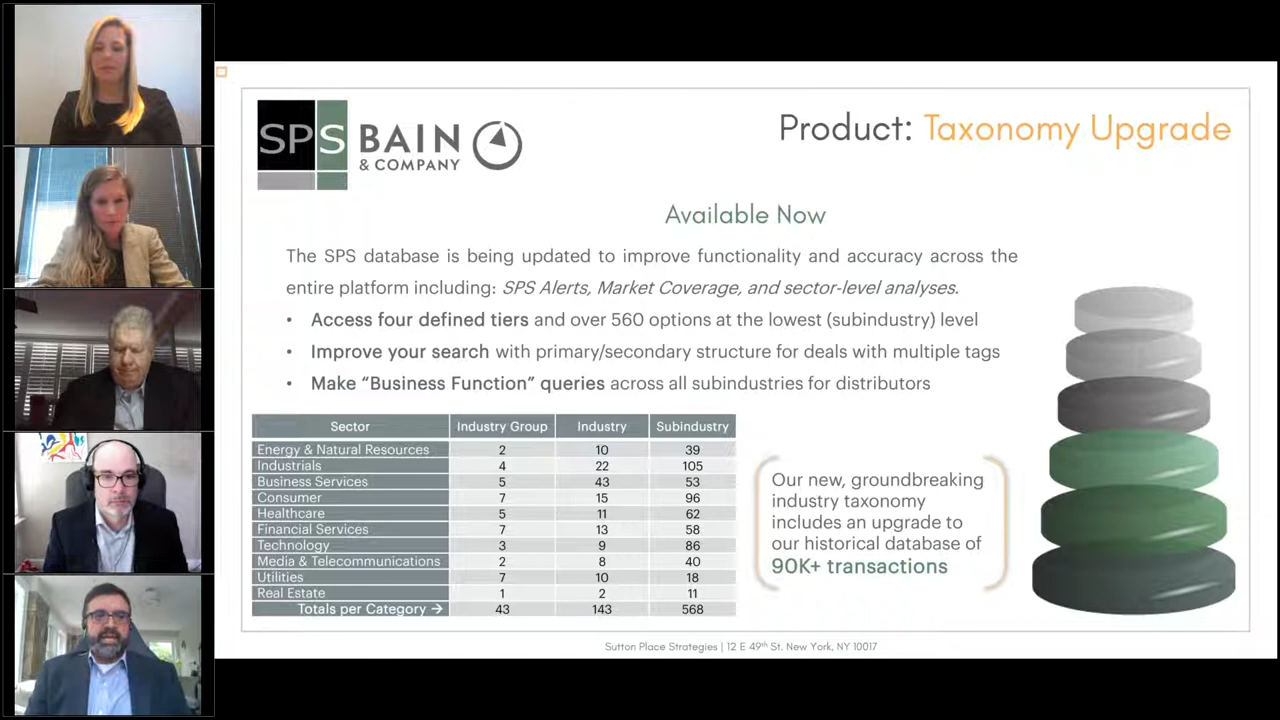 SPS BAIN
& COMPANY
Product: Taxonomy Upgrade
Available Now
The SPS database is being updated to improve functionality and accuracy across the
entire platform including: SPS Alerts, Market Coverage, and sector-level analyses.
• Access four defined tiers and over 560 options at the lowest (subindustry) level
• Improve your search with primary/secondary structure for deals with multiple tags
• Make “Business Function” queries across all subindustries for distributors
Sector Industry Group Industry Subindustry
Energy & Natural Resources 2 10 39
Industrials 4 22 105
Business Services 5 43 53
Consumer 7 15 96
Healthcare 5 11 62
Financial Services 7 13 58
Technology 3 9 86
Media & Telecommunications 2 8 40
Utilities 7 10 18
Real Estate 1 2 11
Totals per Category → 43 143 568
Our new, groundbreaking
industry taxonomy
includes an upgrade to
our historical database of
90K+ transactions
Sutton Place Strategies | 12 E 49th St. New York, NY 10017